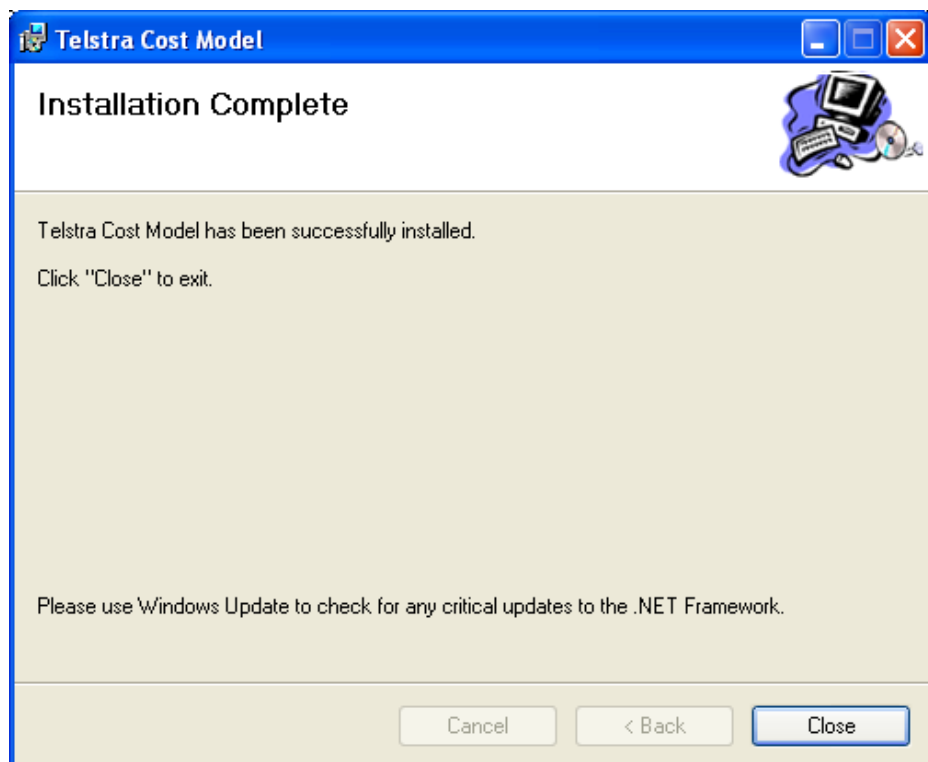 Telstra Cost Model
Installation Complete
Telstra Cost Model has been successfully installed.
Click "Close" to exit.
Please use Windows Update to check for any critical updates to the .NET Framework.
Cancel
< Back
Close